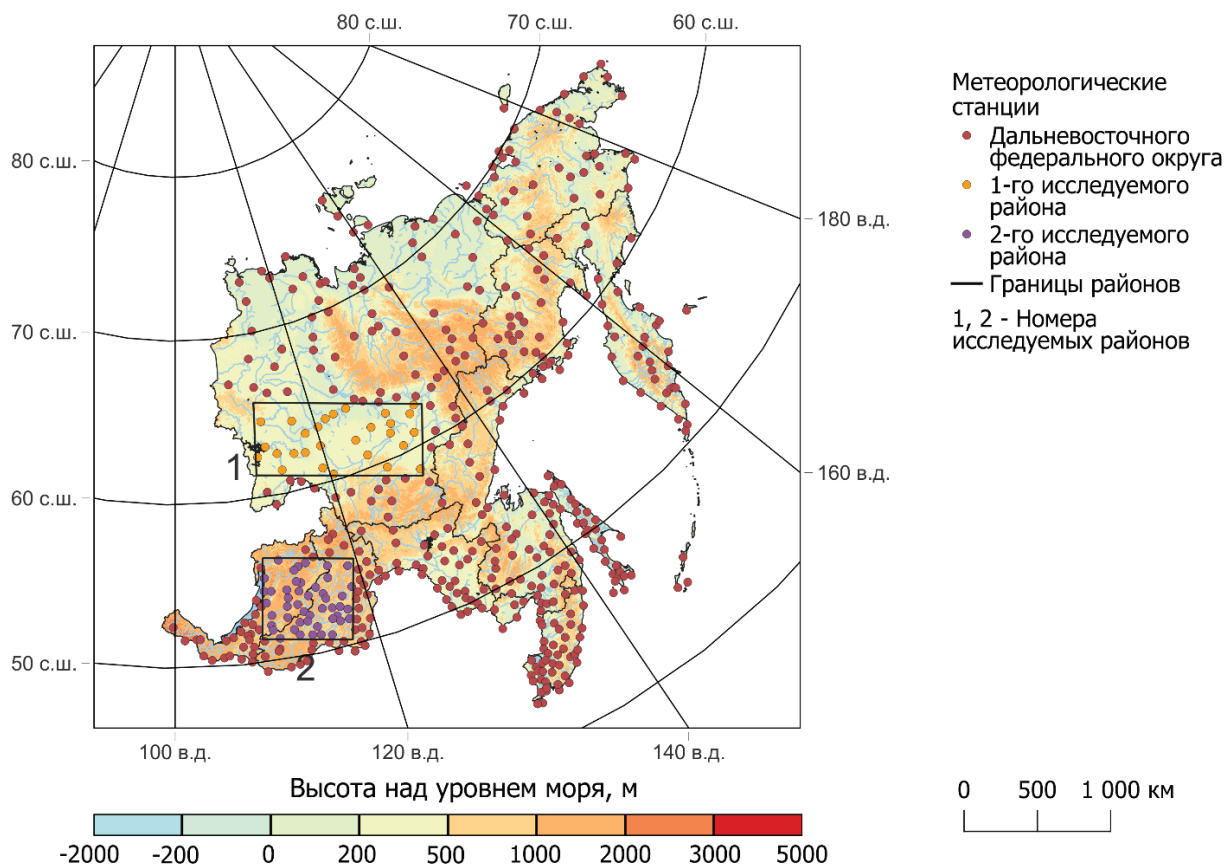 80 с.ш.
70 с.ш.
60 с.ш.
80 с.ш.
70 с.ш.
60 с.ш.
50 с.ш.
180 в.д.
160 в.д.
1
2
100 в.д.
120 в.д.
140 в.д.
Метеорологические
станции
Дальневосточного
федерального округа
1-го исследуемого
района
2-го исследуемого
района
Границы районов
1, 2 - Номера
исследуемых районов
Высота над уровнем моря, м
-2000 -200 0 200 500 1000 2000 3000 5000
0 500 1 000 км